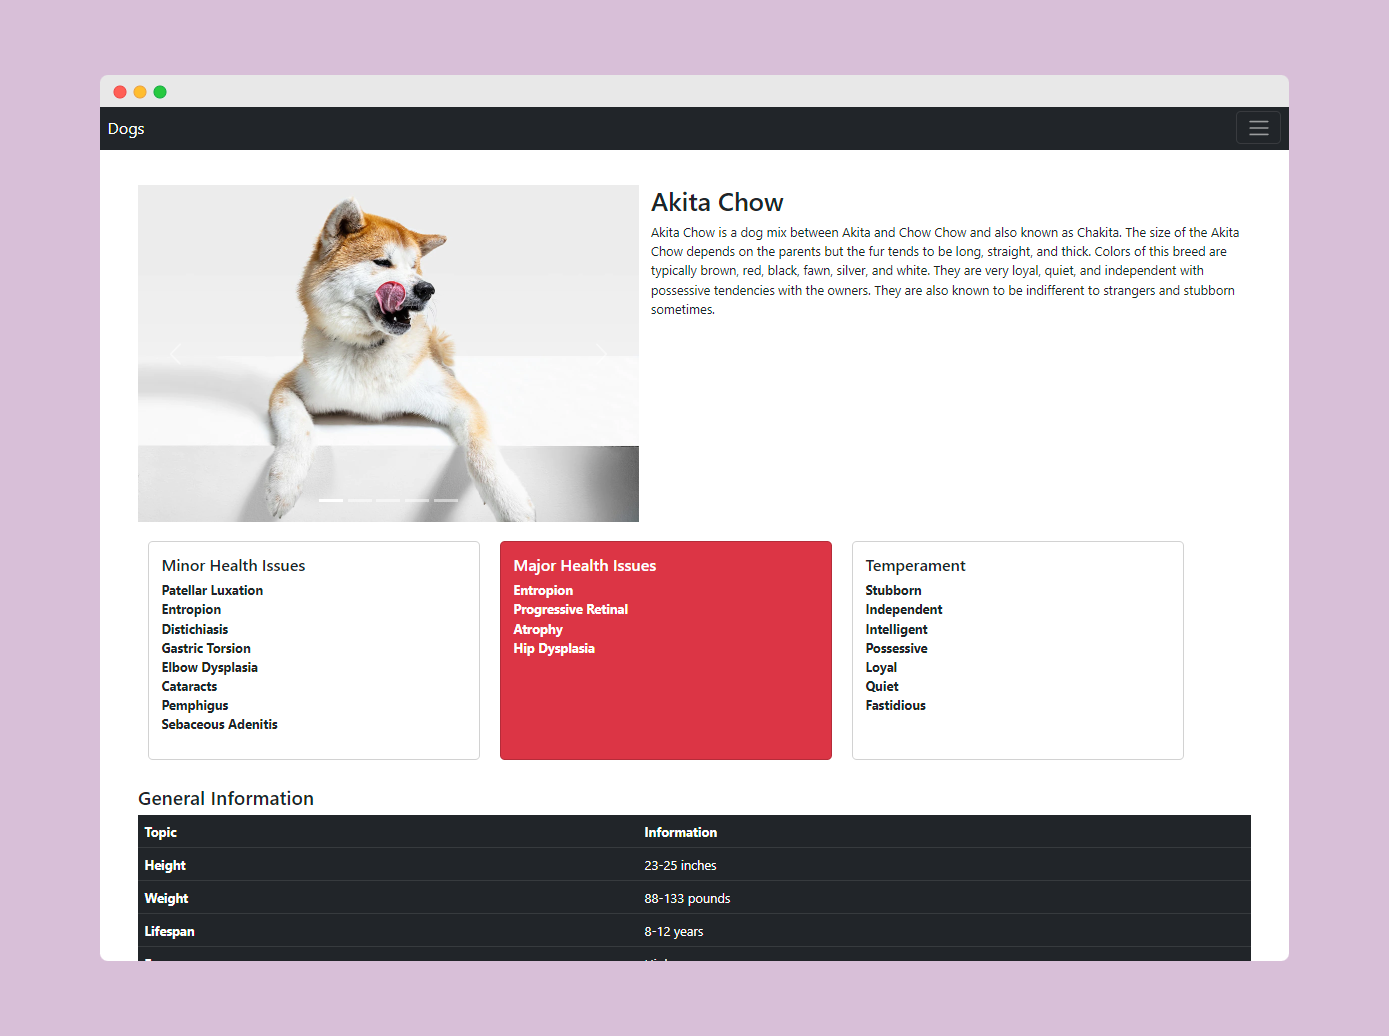 Dogs
Akita Chow
Akita Chow is a dog mix between Akita and Chow Chow and also known as Chakita. The size of the Akita
Chow depends on the parents but the fur tends to be long, straight, and thick. Colors of this breed are
typically brown, red, black, fawn, silver, and white. They are very loyal, quiet, and independent with
possessive tendencies with the owners. They are also known to be indifferent to strangers and stubborn
sometimes.
Minor Health Issues
Patellar Luxation
Entropion
Distichiasis
Gastric Torsion
Elbow Dysplasia
Cataracts
Pemphigus
Sebaceous Adenitis
Major Health Issues
Entropion
Progressive Retinal
Atrophy
Hip Dysplasia
Temperament
Stubborn
Independent
Intelligent
Possessive
Loyal
Quiet
Fastidious
General Information
Topic Information
Height 23-25 inches
Weight 88-133 pounds
Lifespan 8-12 years